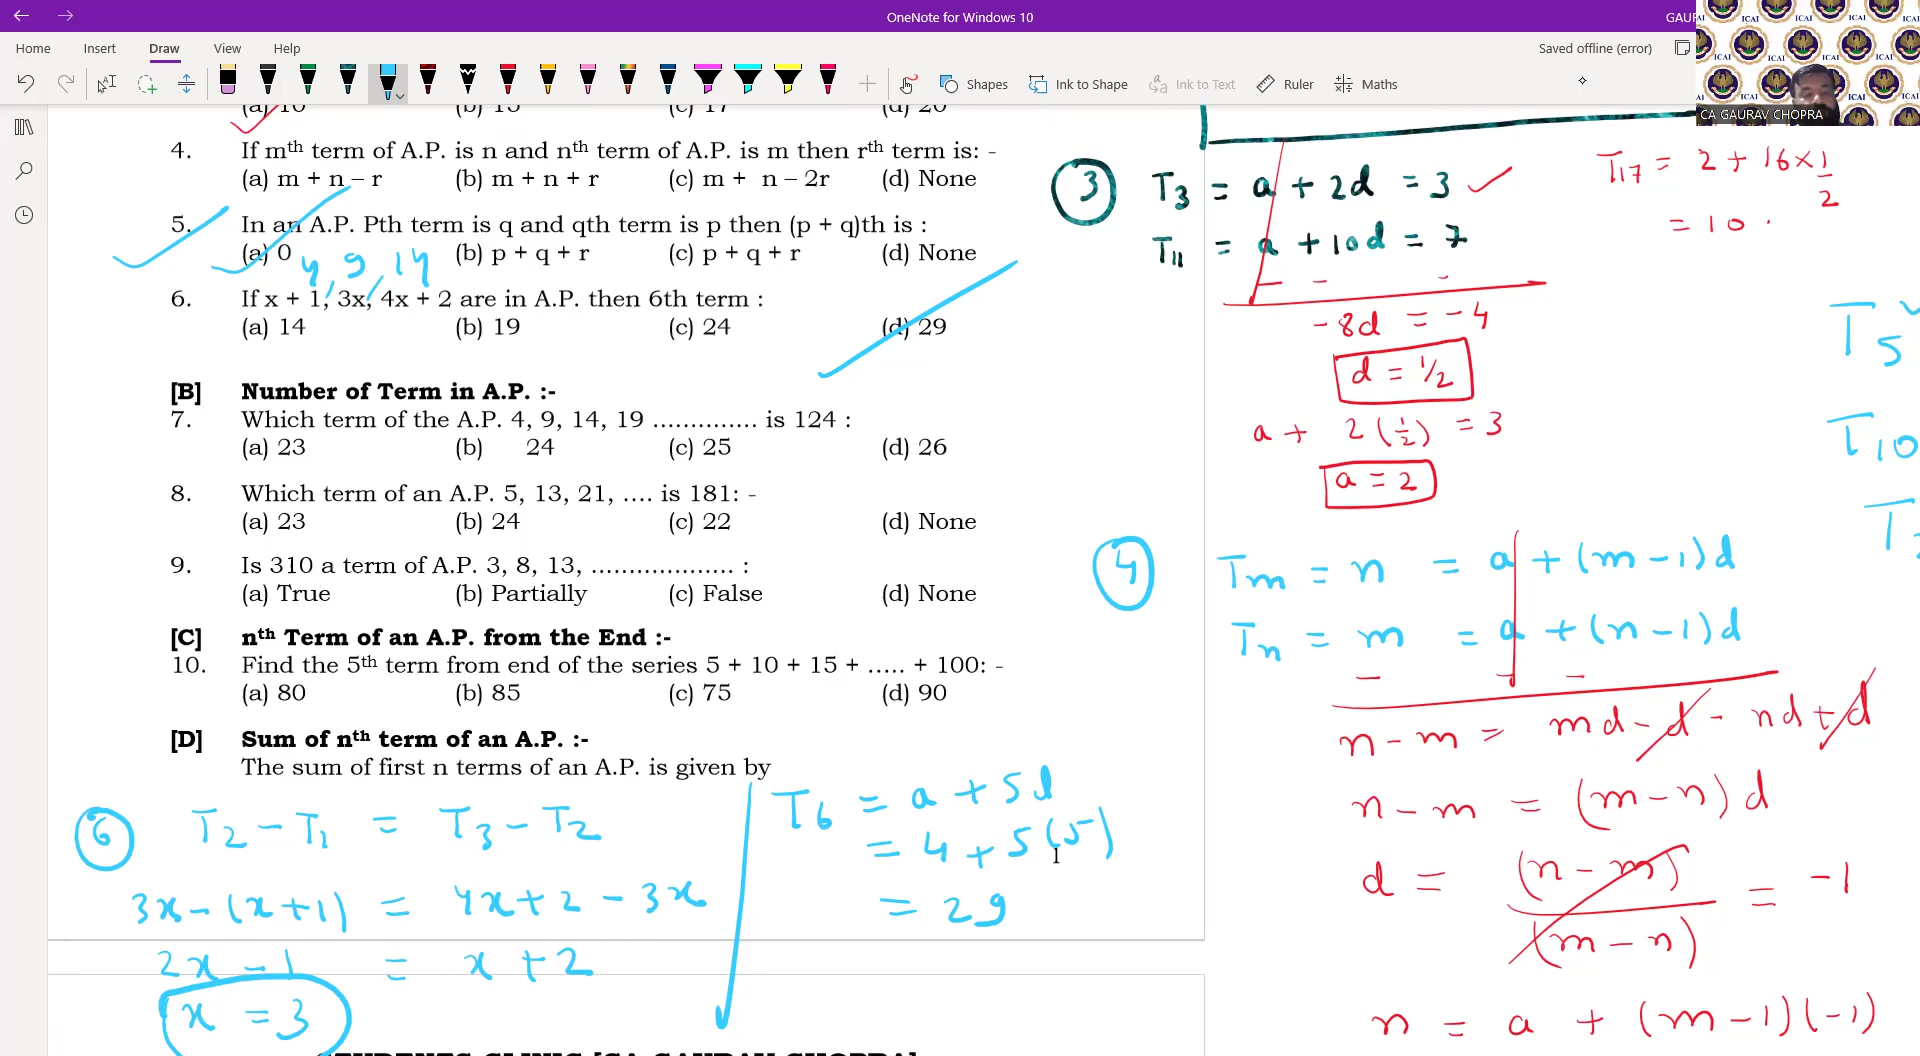 OneNote for Windows 10
Home Insert Draw View Help
Saved offline (error)
Shapes Ink to Shape Ink to Text Ruler Maths
CA GAURAV CHOPRA
(a) 10 (b) 15 (c) 17 (d) 20
4. If mth term of A.P. is n and nth term of A.P. is m then rth term is: -
(a) m + n – r (b) m + n + r (c) m + n – 2r (d) None
5. In an A.P. Pth term is q and qth term is p then (p + q)th is :
(a) 0 (b) p + q + r (c) p + q + r (d) None
4, 9, 14
6. If x + 1, 3x, 4x + 2 are in A.P. then 6th term :
(a) 14 (b) 19 (c) 24 (d) 29
[B] Number of Term in A.P. :-
7. Which term of the A.P. 4, 9, 14, 19 .............. is 124 :
(a) 23 (b) 24 (c) 25 (d) 26
8. Which term of an A.P. 5, 13, 21, .... is 181: -
(a) 23 (b) 24 (c) 22 (d) None
9. Is 310 a term of A.P. 3, 8, 13, ................... :
(a) True (b) Partially (c) False (d) None
[C] nth Term of an A.P. from the End :-
10. Find the 5th term from end of the series 5 + 10 + 15 + ..... + 100: -
(a) 80 (b) 85 (c) 75 (d) 90
[D] Sum of nth term of an A.P. :-
The sum of first n terms of an A.P. is given by
6 T2 - T1 = T3 - T2
3x - (x+1) = 4x + 2 - 3x
2x - 1 = x + 2
x = 3
T6 = a + 5d
= 4 + 5(5)
= 29
3 T3 = a + 2d = 3
T11 = a + 10d = 7
- 8d = - 4
d = 1/2
a + 2(1/2) = 3
a = 2
T17 = 2 + 16 × 1/2
= 10
T5
T10
4 Tm = n = a + (m-1)d
Tn = m = a + (n-1)d
n - m = md - d - nd + d
n - m = (m - n)d
d = (n - m)/(m - n) = -1
n = a + (m - 1)(-1)